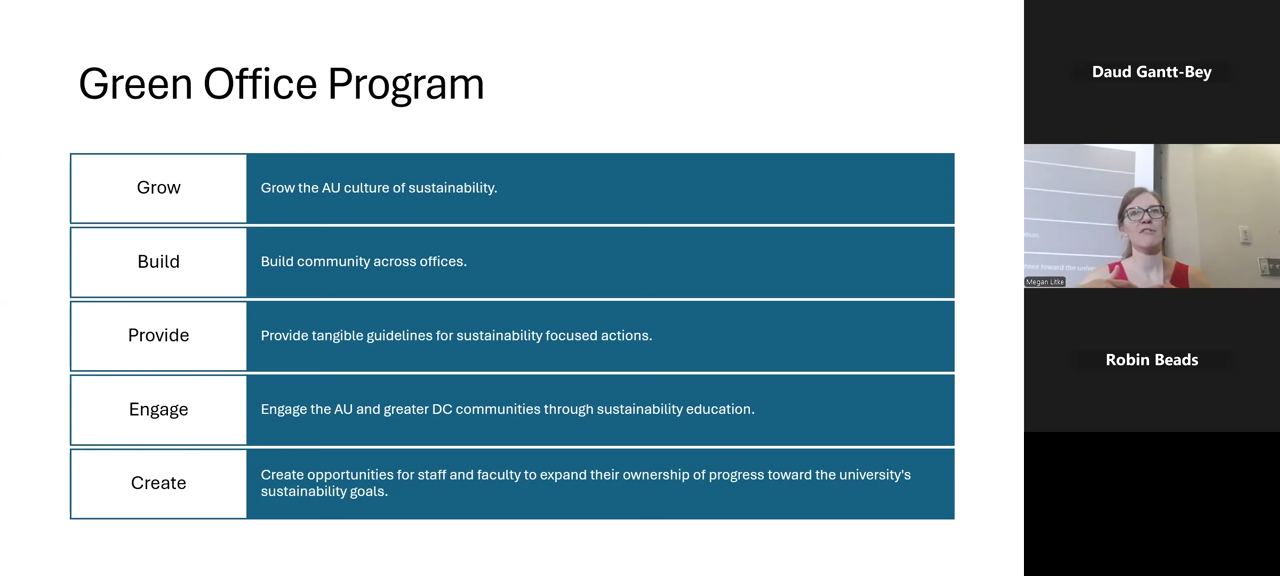 Green Office Program
Grow
Grow the AU culture of sustainability.
Build
Build community across offices.
Provide
Provide tangible guidelines for sustainability focused actions.
Engage
Engage the AU and greater DC communities through sustainability education.
Create
Create opportunities for staff and faculty to expand their ownership of progress toward the university's
sustainability goals.
Daud Gantt-Bey
Megan Litke
Robin Beads